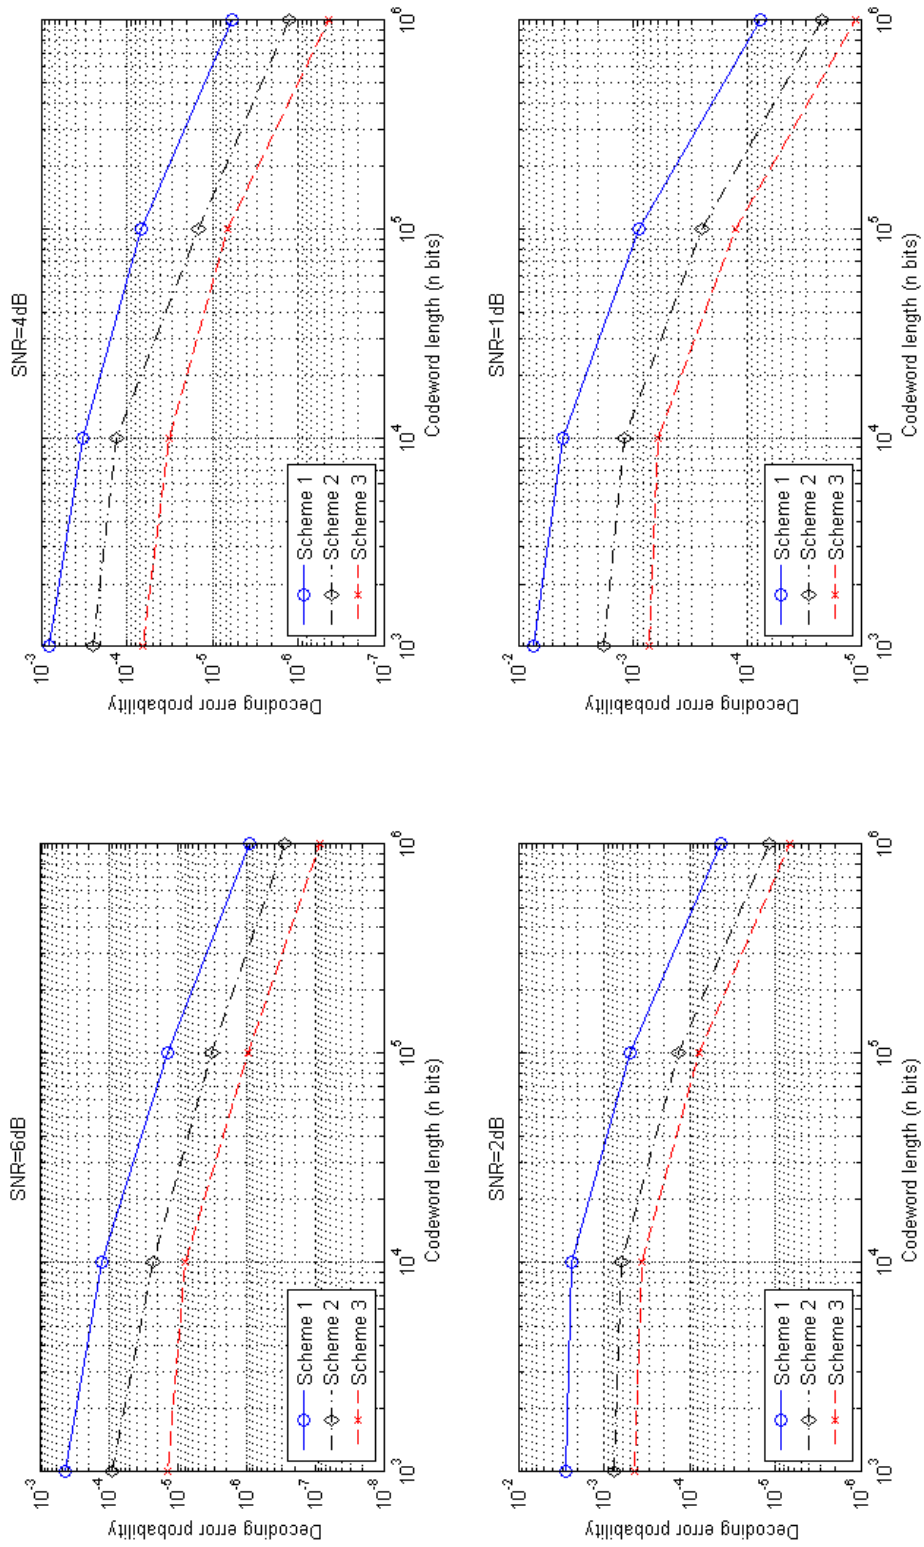 SNR=6dB
10^-3
10^-4
10^-5
10^-6
10^-7
10^-8
Decoding error probability
Scheme 1
Scheme 2
Scheme 3
10^3
10^4
10^5
10^6
Codeword length (n bits)
SNR=4dB
10^-3
10^-4
10^-5
10^-6
10^-7
Decoding error probability
Scheme 1
Scheme 2
Scheme 3
10^3
10^4
10^5
10^6
Codeword length (n bits)
SNR=2dB
10^-2
10^-3
10^-4
10^-5
10^-6
Decoding error probability
Scheme 1
Scheme 2
Scheme 3
10^3
10^4
10^5
10^6
Codeword length (n bits)
SNR=1dB
10^-2
10^-3
10^-4
10^-5
Decoding error probability
Scheme 1
Scheme 2
Scheme 3
10^3
10^4
10^5
10^6
Codeword length (n bits)